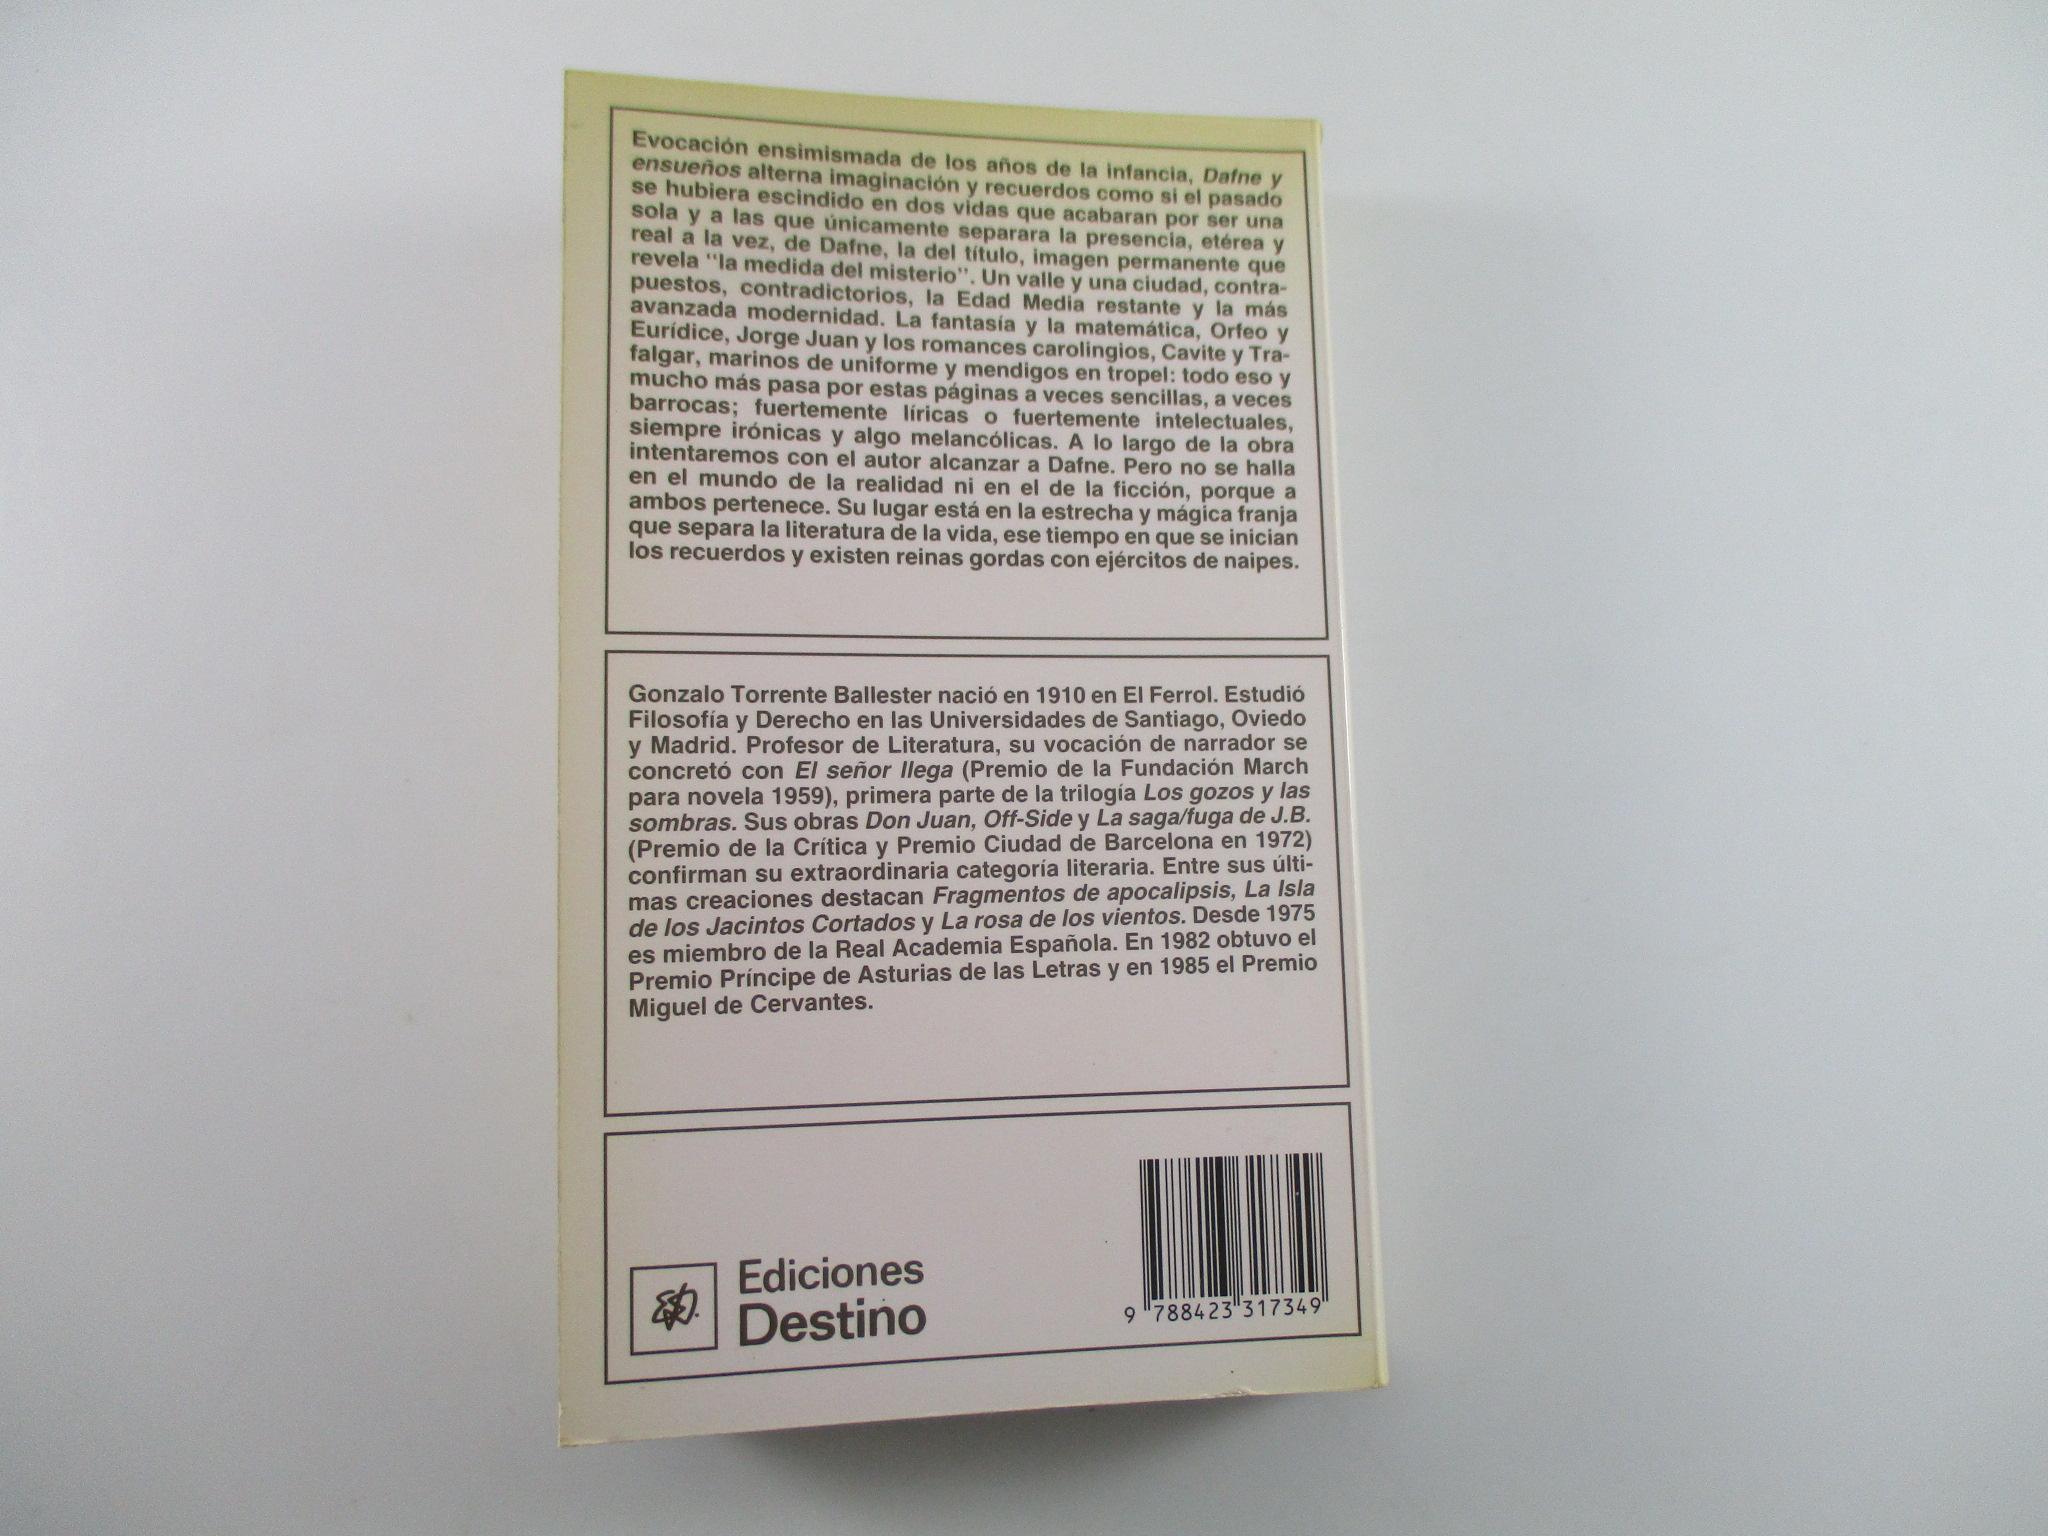 Evocación ensimismada de los años de la infancia, Dafne y
ensueños alterna imaginación y recuerdos como si el pasado
se hubiera escindido en dos vidas que acabaran por ser una
sola y a las que únicamente separara la presencia, etérea y
real a la vez, de Dafne, la del título, imagen permanente que
revela "la medida del misterio". Un valle y una ciudad, contra-
puestos, contradictorios, la Edad Media restante y la más
avanzada modernidad. La fantasía y la matemática, Orfeo y
Eurídice, Jorge Juan y los romances carolingios, Cavite y Tra-
falgar, marinos de uniforme y mendigos en tropel: todo eso y
mucho más pasa por estas páginas a veces sencillas, a veces
barrocas; fuertemente líricas o fuertemente intelectuales,
siempre irónicas y algo melancólicas. A lo largo de la obra
intentaremos con el autor alcanzar a Dafne. Pero no se halla
en el mundo de la realidad ni en el de la ficción, porque a
ambos pertenece. Su lugar está en la estrecha y mágica franja
que separa la literatura de la vida, ese tiempo en que se inician
los recuerdos y existen reinas gordas con ejércitos de naipes.
Gonzalo Torrente Ballester nació en 1910 en El Ferrol. Estudió
Filosofía y Derecho en las Universidades de Santiago, Oviedo
y Madrid. Profesor de Literatura, su vocación de narrador se
concretó con El señor llega (Premio de la Fundación March
para novela 1959), primera parte de la trilogía Los gozos y las
sombras. Sus obras Don Juan, Off-Side y La saga/fuga de J.B.
(Premio de la Crítica y Premio Ciudad de Barcelona en 1972)
confirman su extraordinaria categoría literaria. Entre sus últi-
mas creaciones destacan Fragmentos de apocalipsis, La Isla
de los Jacintos Cortados y La rosa de los vientos. Desde 1975
es miembro de la Real Academia Española. En 1982 obtuvo el
Premio Príncipe de Asturias de las Letras y en 1985 el Premio
Miguel de Cervantes.
Ediciones
Destino
9 788423 317349